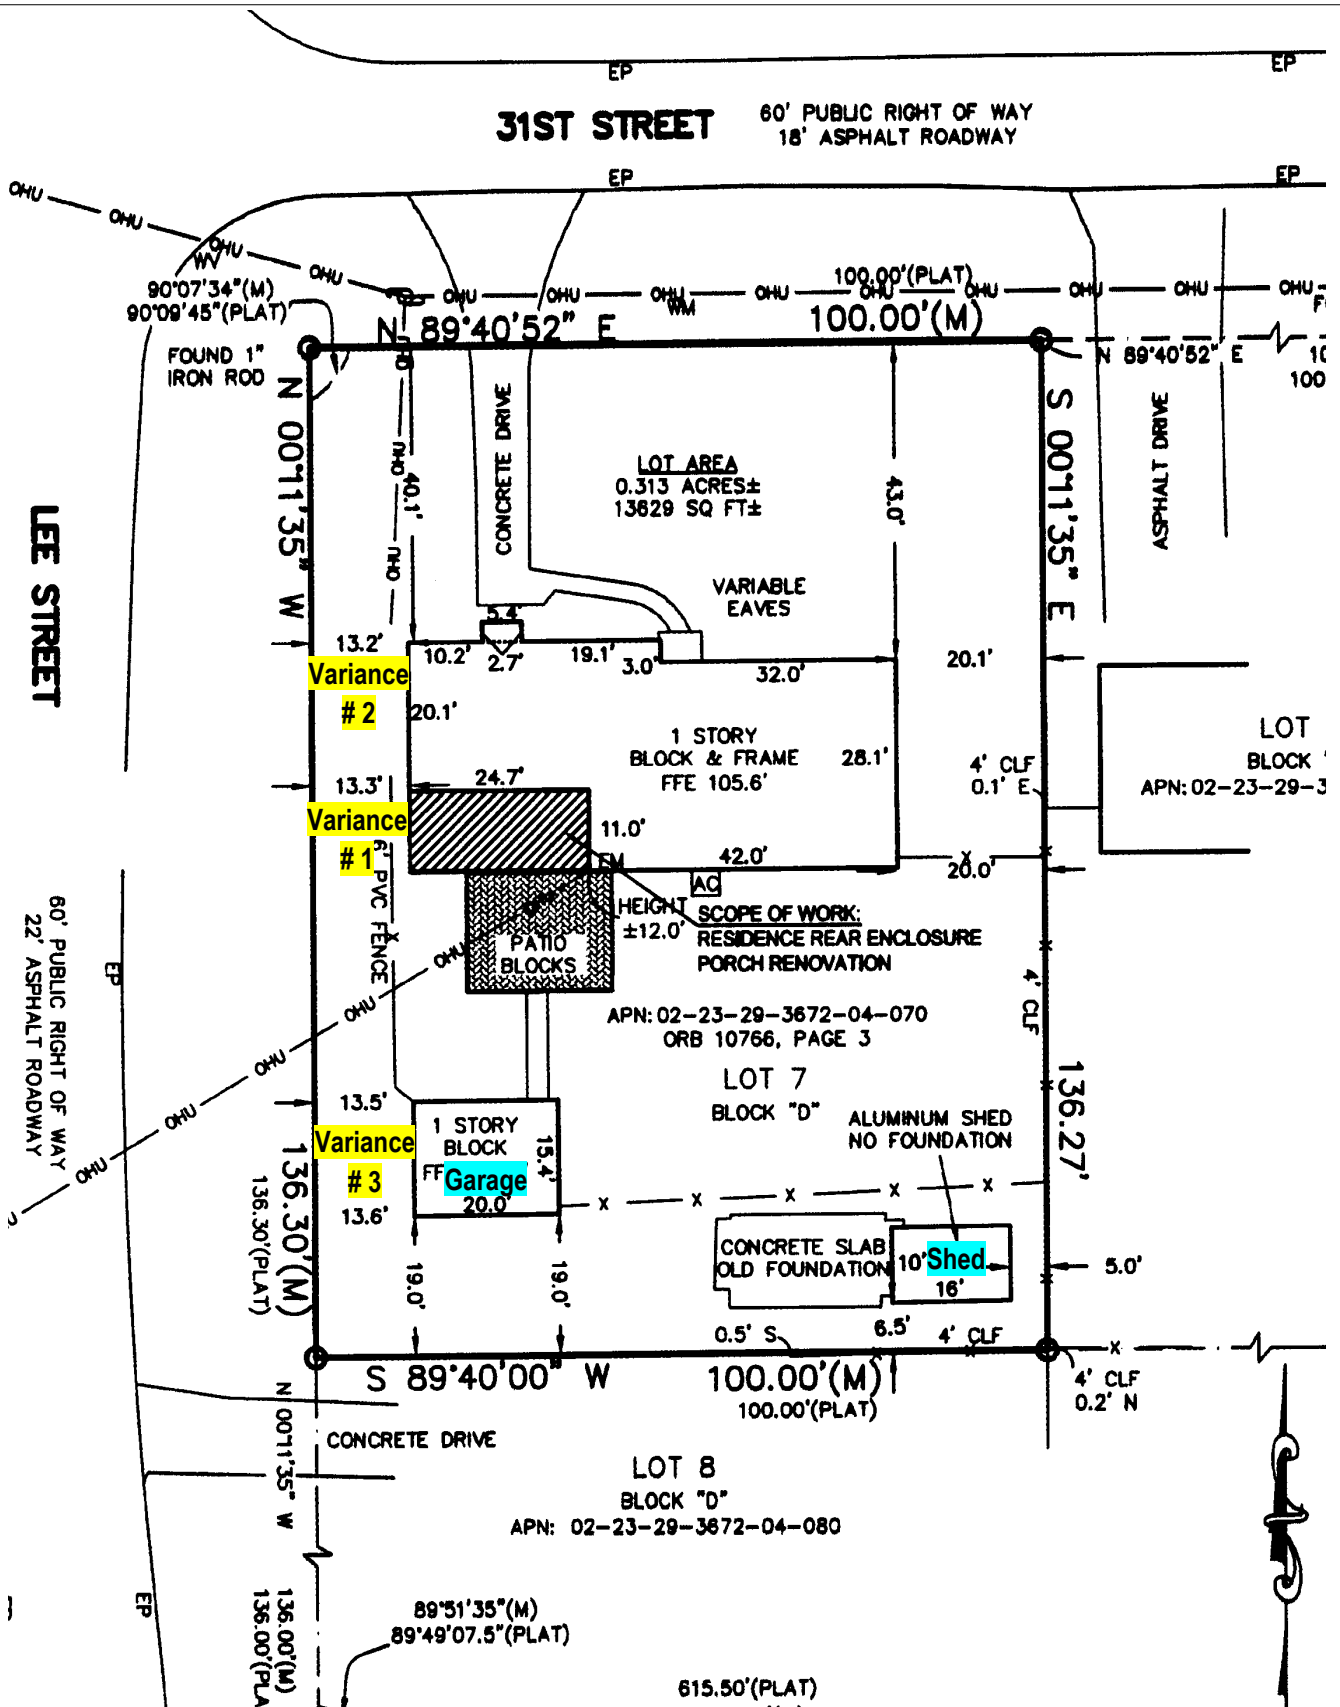 EP
EP
31ST STREET
60' PUBLIC RIGHT OF WAY
18' ASPHALT ROADWAY
EP
EP
OHU
OHU
OHU
WV
OHU
90°07'34"(M)
90°09'45"(PLAT)
100.00'(PLAT)
OHU
OHU
OHU
WM
OHU
OHU
OHU
OHU
OHU
OHU
N 89°40'52" E
100.00'(M)
FOUND 1"
IRON ROD
OHU
N 89°40'52" E
N 00°11'35" W
CONCRETE DRIVE
S 00°11'35" E
ASPHALT DRIVE
LOT AREA
0.313 ACRES±
13629 SQ FT±
OHU
40.1'
43.0'
OHU
LEE STREET
VARIABLE
EAVES
5.4'
13.2'
10.2'
2.7'
19.1'
3.0'
32.0'
20.1'
Variance
# 2
20.1'
1 STORY
BLOCK & FRAME
FFE 105.6'
28.1'
4' CLF
0.1' E
LOT
BLOCK
APN: 02-23-29-3
13.3'
24.7'
Variance
# 1
11.0'
EM
42.0'
20.0'
6' PVC FENCE
AC
HEIGHT
±12.0'
SCOPE OF WORK:
RESIDENCE REAR ENCLOSURE
PORCH RENOVATION
PATIO
BLOCKS
OHU
OHU
OHU
OHU
OHU
60' PUBLIC RIGHT OF WAY
22' ASPHALT ROADWAY
EP
4' CLF
APN: 02-23-29-3672-04-070
ORB 10766, PAGE 3
LOT 7
BLOCK "D"
136.27'
13.5'
1 STORY
BLOCK
FF
Garage
15.4'
20.0'
Variance
# 3
13.6'
ALUMINUM SHED
NO FOUNDATION
136.30'(M)
136.30'(PLAT)
19.0'
19.0'
CONCRETE SLAB
OLD FOUNDATION
10'
Shed
16'
5.0'
0.5' S
6.5'
4' CLF
S 89°40'00" W
100.00'(M)
100.00'(PLAT)
4' CLF
0.2' N
N 00°11'35" W
CONCRETE DRIVE
LOT 8
BLOCK "D"
APN: 02-23-29-3672-04-080
EP
136.00'(M)
136.00'(PLA
89°51'35"(M)
89°49'07.5"(PLAT)
615.50'(PLAT)